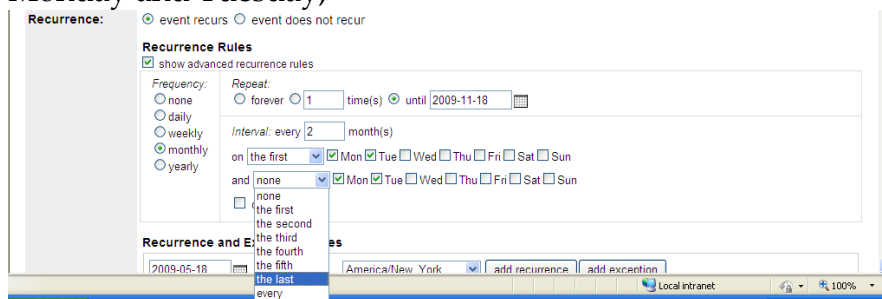 Monday and Tuesday,
Recurrence: event recurs event does not recur
Recurrence Rules
show advanced recurrence rules
Frequency: Repeat:
none forever 1 time(s) until 2009-11-18
daily
weekly Interval: every 2 month(s)
monthly
on the first Mon Tue Wed Thu Fri Sat Sun
yearly
and none Mon Tue Wed Thu Fri Sat Sun
none
the first
the second
the third
Recurrence and E es
the fourth
the fifth
2009-05-18 America/New_York add recurrence add exception
the last
Local intranet 100%
every